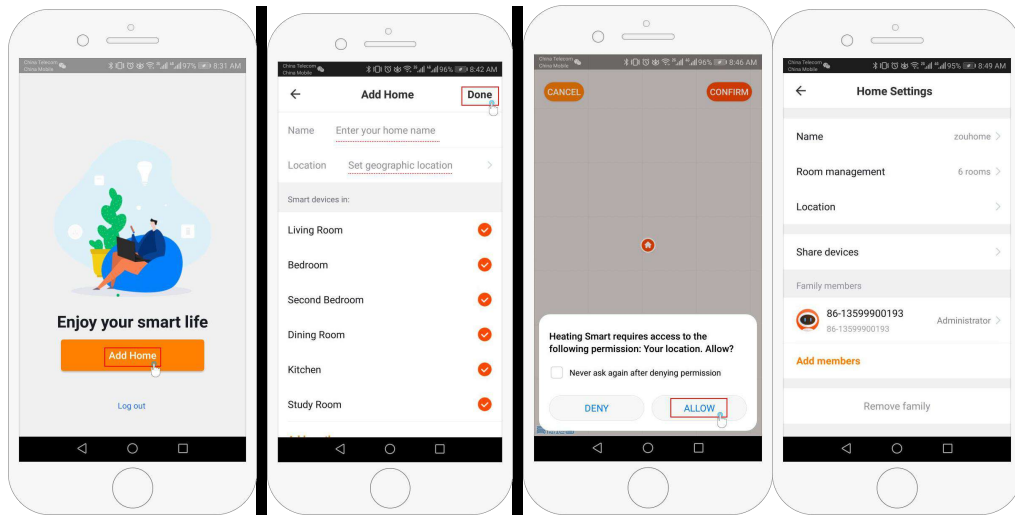 China Telecom
China Mobile
97% 8:31 AM
Enjoy your smart life
Add Home
Log out
China Telecom
China Mobile
96% 8:42 AM
Add Home
Done
Name Enter your home name
Location Set geographic location
Smart devices in:
Living Room
Bedroom
Second Bedroom
Dining Room
Kitchen
Study Room
China Telecom
China Mobile
96% 8:46 AM
CANCEL
CONFIRM
Heating Smart requires access to the
following permission: Your location. Allow?
Never ask again after denying permission
DENY
ALLOW
China Telecom
China Mobile
95% 8:49 AM
Home Settings
Name zouhome
Room management 6 rooms
Location
Share devices
Family members
86-13599900193
86-13599900193
Administrator
Add members
Remove family